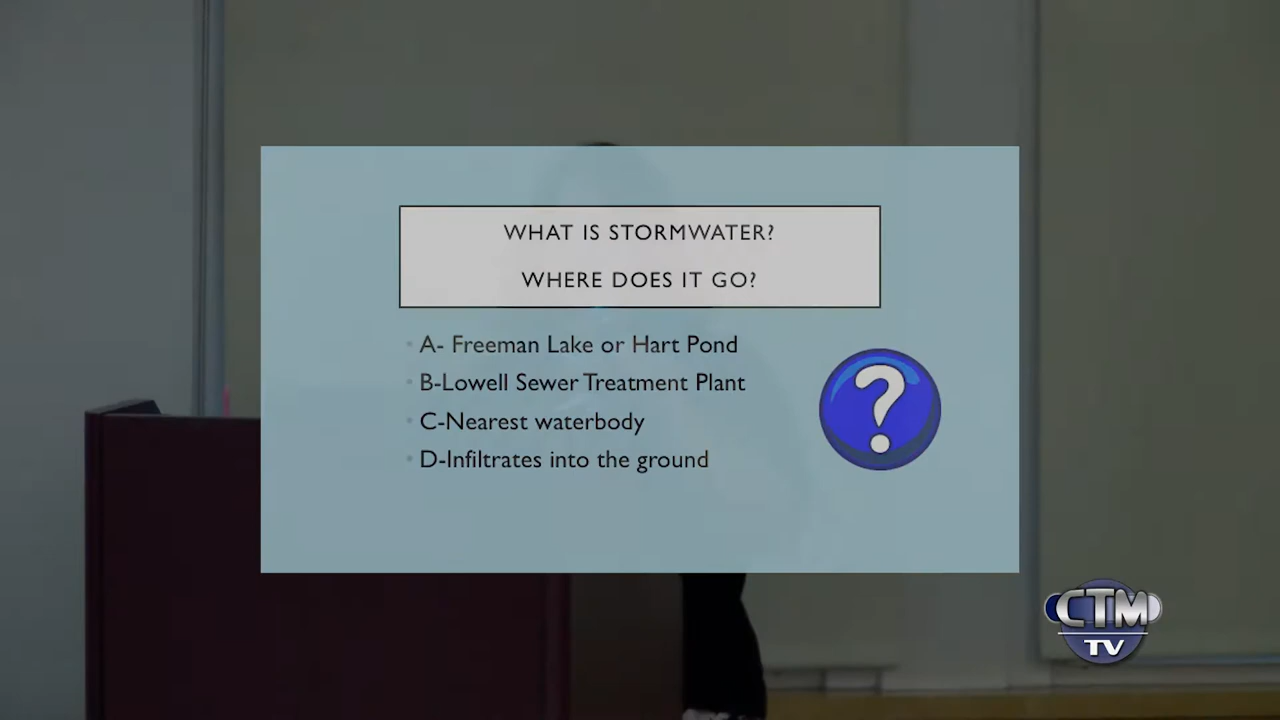 WHAT IS STORMWATER?
WHERE DOES IT GO?
A- Freeman Lake or Hart Pond
B-Lowell Sewer Treatment Plant
C-Nearest waterbody
D-Infiltrates into the ground
?
CTM
TV